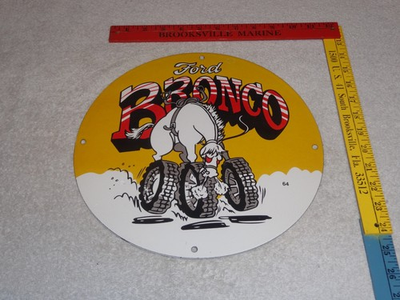 BROOKSVILLE MARINE
Ford
BRONCO
64
1500 U. S. 41 South Brooksville, Fla. 33512